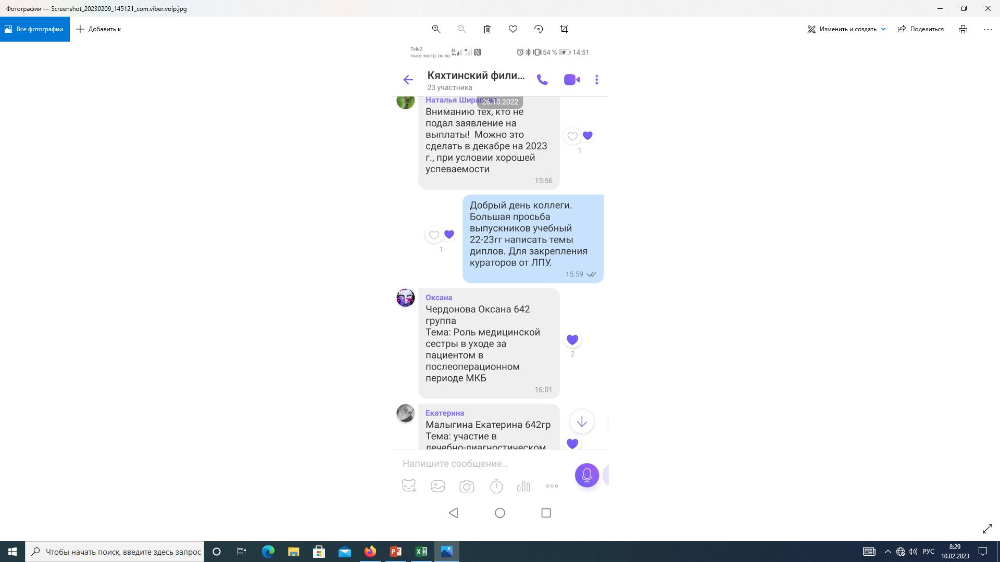 Фотографии — Screenshot_20230209_145121_com.viber.voip.jpg
Все фотографии
Добавить к
Изменить и создать
Поделиться
Tele2
лько экстр. вызо
4G
54 %
14:51
Кяхтинский фили...
23 участника
Наталья
26.10.2022
Вниманию тех, кто не
подал заявление на
выплаты!  Можно это
сделать в декабре на 2023
г., при условии хорошей
успеваемости
15:56
1
Добрый день коллеги.
Большая просьба
выпускников учебный
22-23гг написать темы
диплов. Для закрепления
кураторов от ЛПУ.
15:59
1
Оксана
Чердонова Оксана 642
группа
Тема: Роль медицинской
сестры в уходе за
пациентом в
послеоперационном
периоде МКБ
16:01
2
Екатерина
Малыгина Екатерина 642гр
Тема: участие в
лечебно-диагностическом
Напишите сообщение...
Чтобы начать поиск, введите здесь запрос
РУС
8:29
10.02.2023